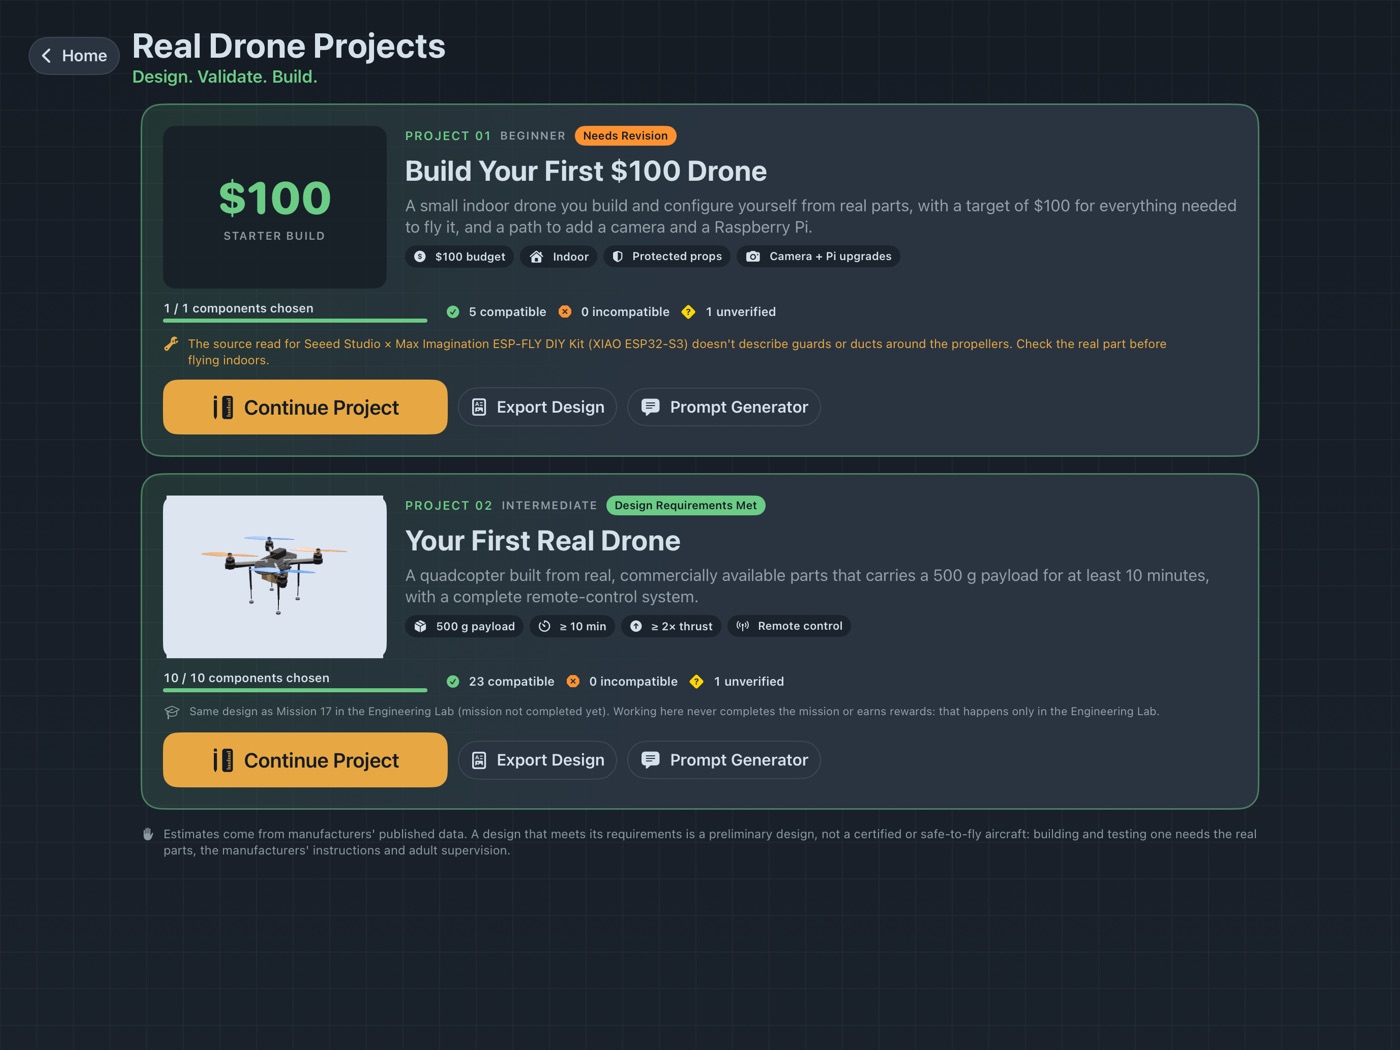 Home
Real Drone Projects
Design. Validate. Build.
$100
STARTER BUILD
PROJECT 01 BEGINNER Needs Revision
Build Your First $100 Drone
A small indoor drone you build and configure yourself from real parts, with a target of $100 for everything needed
to fly it, and a path to add a camera and a Raspberry Pi.
$100 budget Indoor Protected props Camera + Pi upgrades
1 / 1 components chosen
5 compatible 0 incompatible 1 unverified
The source read for Seeed Studio × Max Imagination ESP-FLY DIY Kit (XIAO ESP32-S3) doesn't describe guards or ducts around the propellers. Check the real part before
flying indoors.
Continue Project Export Design Prompt Generator
PROJECT 02 INTERMEDIATE Design Requirements Met
Your First Real Drone
A quadcopter built from real, commercially available parts that carries a 500 g payload for at least 10 minutes,
with a complete remote-control system.
500 g payload ≥ 10 min ≥ 2× thrust Remote control
10 / 10 components chosen
23 compatible 0 incompatible 1 unverified
Same design as Mission 17 in the Engineering Lab (mission not completed yet). Working here never completes the mission or earns rewards: that happens only in the Engineering Lab.
Continue Project Export Design Prompt Generator
Estimates come from manufacturers' published data. A design that meets its requirements is a preliminary design, not a certified or safe-to-fly aircraft: building and testing one needs the real
parts, the manufacturers' instructions and adult supervision.